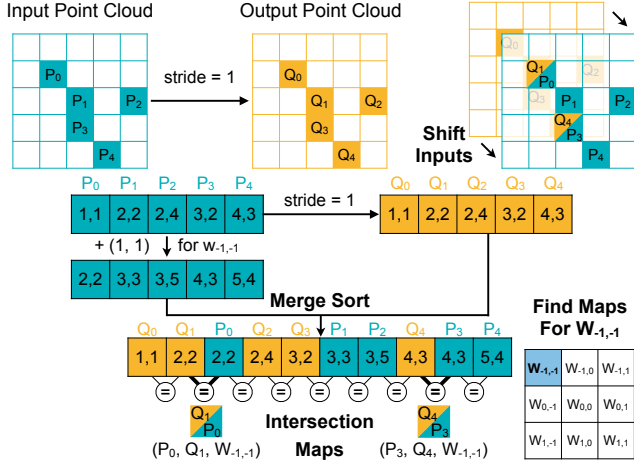 Input Point Cloud
Output Point Cloud
P0
P1
P2
P3
P4
stride = 1
Q0
Q1
Q2
Q3
Q4
Q0
Q2
Q3
Q1
P0
P1
P2
Q4
P3
P4
Shift
Inputs
P0 P1 P2 P3 P4
1,1 2,2 2,4 3,2 4,3
stride = 1
Q0 Q1 Q2 Q3 Q4
1,1 2,2 2,4 3,2 4,3
+ (1, 1) for w-1,-1
2,2 3,3 3,5 4,3 5,4
Merge Sort
Q0 Q1 P0 Q2 Q3 P1 P2 Q4 P3 P4
1,1 2,2 2,2 2,4 3,2 3,3 3,5 4,3 4,3 5,4
= = = = = = = = =
Q1
P0
Q4
P3
Intersection
Maps
(P0, Q1, W-1,-1)
(P3, Q4, W-1,-1)
Find Maps
For W-1,-1
W-1,-1 W-1,0 W-1,1
W0,-1 W0,0 W0,1
W1,-1 W1,0 W1,1